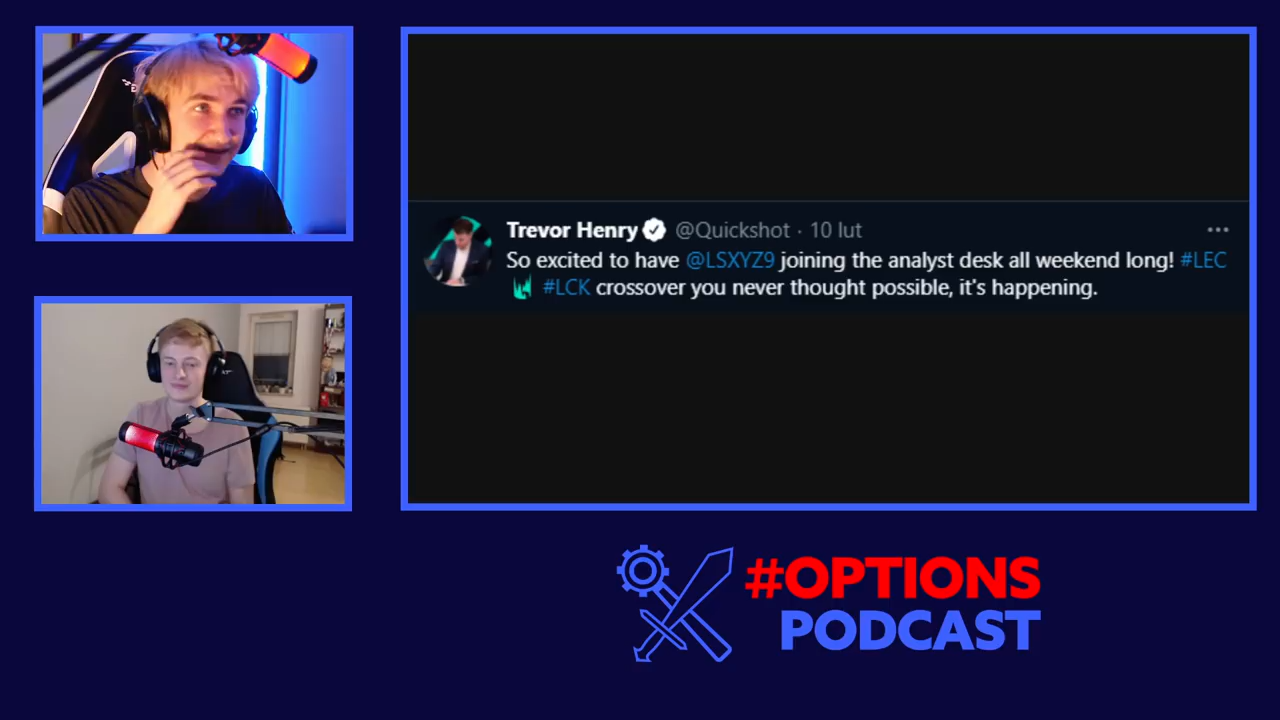 Trevor Henry @Quickshot · 10 lut
So excited to have @LSXYZ9 joining the analyst desk all weekend long! #LEC
#LCK crossover you never thought possible, it's happening.
#OPTIONS
PODCAST